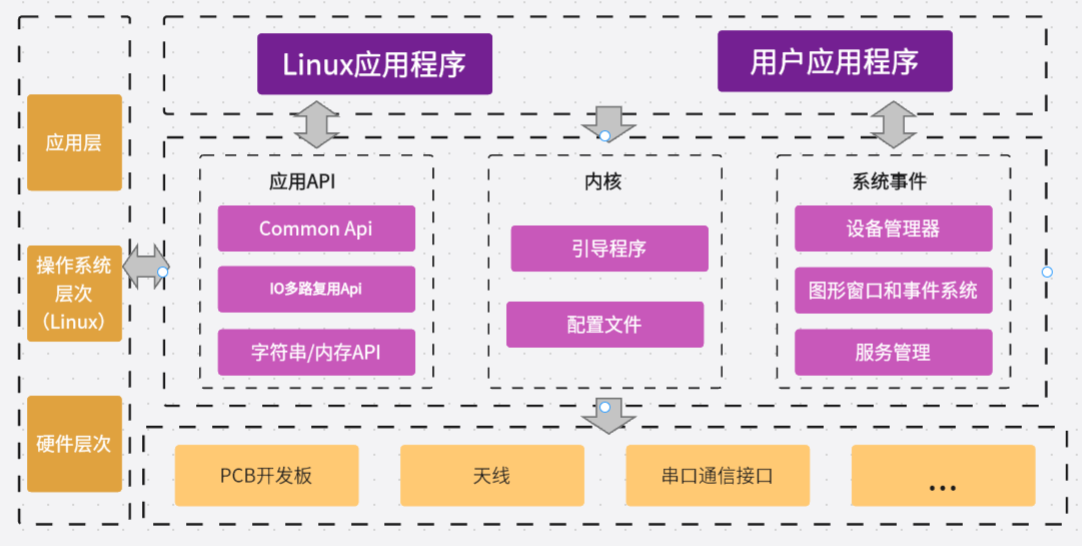 应用层
操作系统
层次
（Linux）
硬件层次
Linux应用程序
用户应用程序
应用API
Common Api
IO多路复用Api
字符串/内存API
内核
引导程序
配置文件
系统事件
设备管理器
图形窗口和事件系统
服务管理
PCB开发板
天线
串口通信接口
...